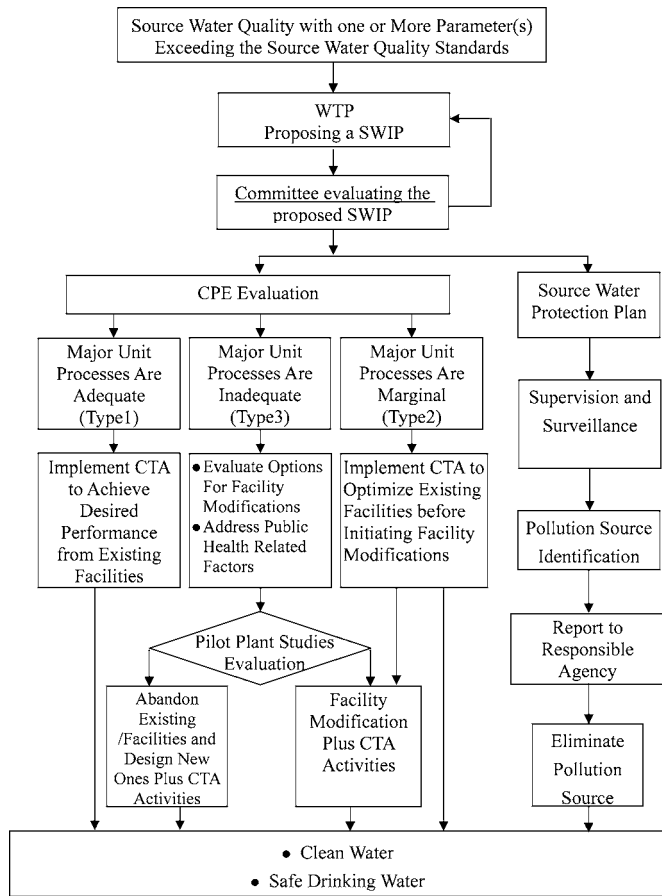 Source Water Quality with one or More Parameter(s)
Exceeding the Source Water Quality Standards
WTP
Proposing a SWIP
Committee evaluating the
proposed SWIP
CPE Evaluation
Source Water
Protection Plan
Major Unit
Processes Are
Adequate
(Type1)
Major Unit
Processes Are
Inadequate
(Type3)
Major Unit
Processes Are
Marginal
(Type2)
Supervision and
Surveillance
Implement CTA
to Achieve
Desired
Performance
from Existing
Facilities
● Evaluate Options
For Facility
Modifications
● Address Public
Health Related
Factors
Implement CTA to
Optimize Existing
Facilities before
Initiating Facility
Modifications
Pollution Source
Identification
Pilot Plant Studies
Evaluation
Report to
Responsible
Agency
Abandon
Existing
/Facilities and
Design New
Ones Plus CTA
Activities
Facility
Modification
Plus CTA
Activities
Eliminate
Pollution
Source
● Clean Water
● Safe Drinking Water